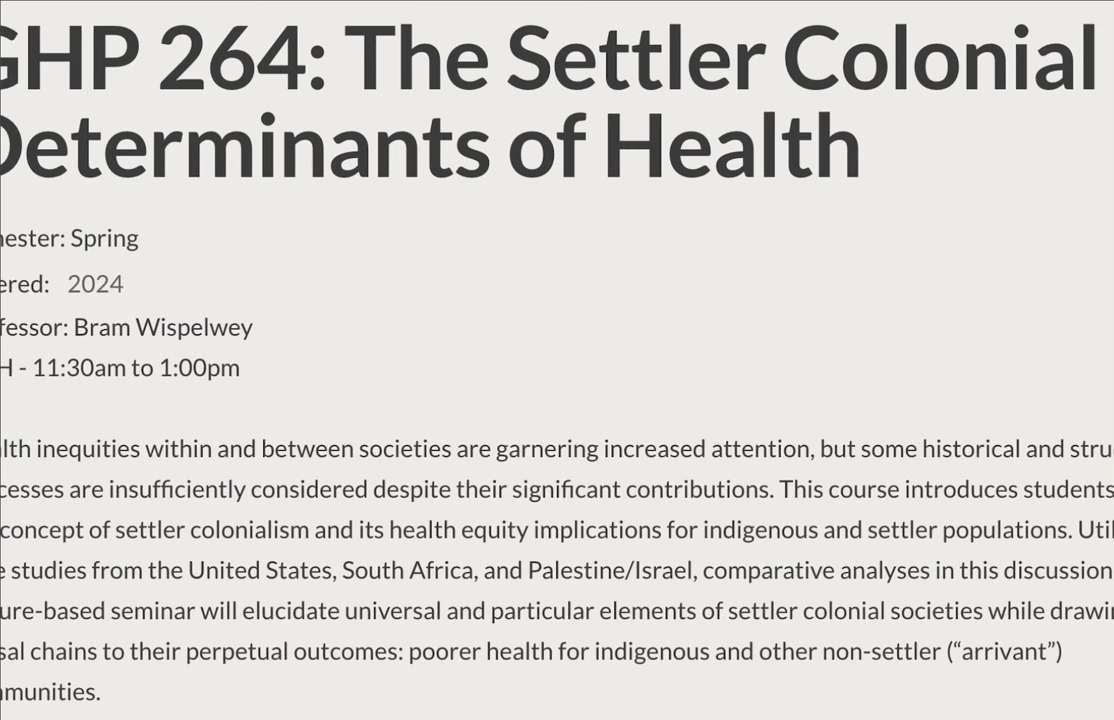 GHP 264: The Settler Colonial
Determinants of Health
ester: Spring
ered: 2024
fessor: Bram Wispelwey
H - 11:30am to 1:00pm
lth inequities within and between societies are garnering increased attention, but some historical and stru
cesses are insufficiently considered despite their significant contributions. This course introduces students
concept of settler colonialism and its health equity implications for indigenous and settler populations. Util
e studies from the United States, South Africa, and Palestine/Israel, comparative analyses in this discussion
ure-based seminar will elucidate universal and particular elements of settler colonial societies while drawi
sal chains to their perpetual outcomes: poorer health for indigenous and other non-settler (“arrivant”)
munities.